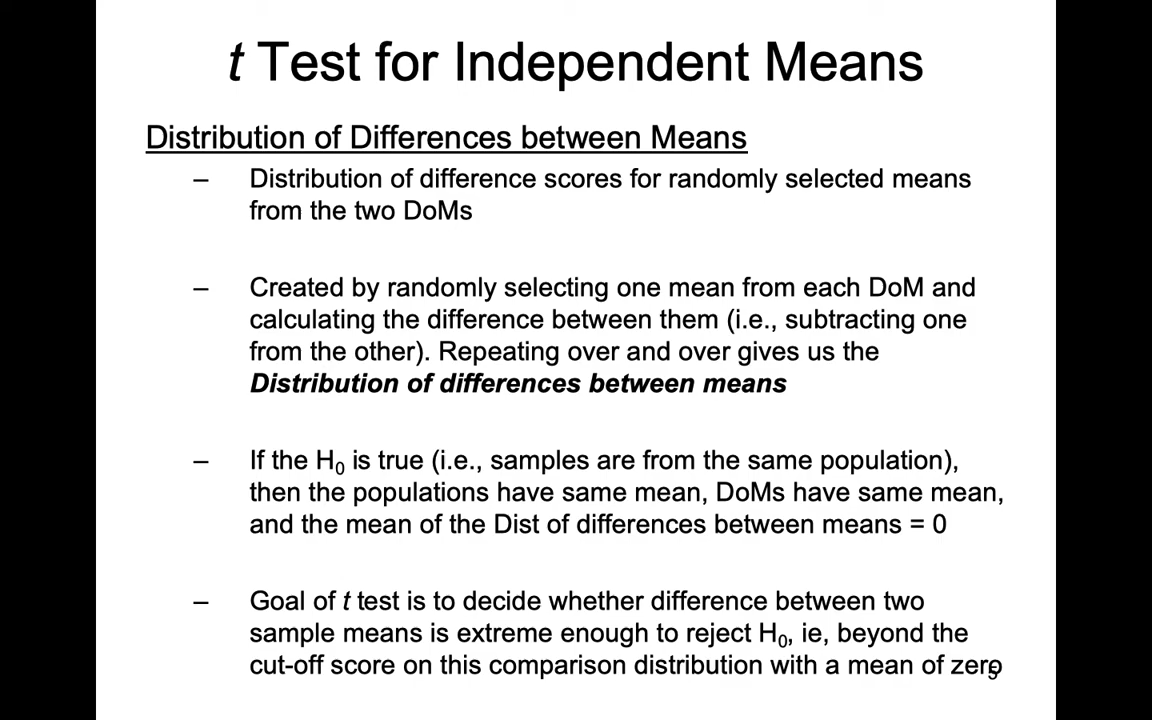 t Test for Independent Means
Distribution of Differences between Means
– Distribution of difference scores for randomly selected means
from the two DoMs
– Created by randomly selecting one mean from each DoM and
calculating the difference between them (i.e., subtracting one
from the other). Repeating over and over gives us the
Distribution of differences between means
– If the H₀ is true (i.e., samples are from the same population),
then the populations have same mean, DoMs have same mean,
and the mean of the Dist of differences between means = 0
– Goal of t test is to decide whether difference between two
sample means is extreme enough to reject H₀, ie, beyond the
cut-off score on this comparison distribution with a mean of zero